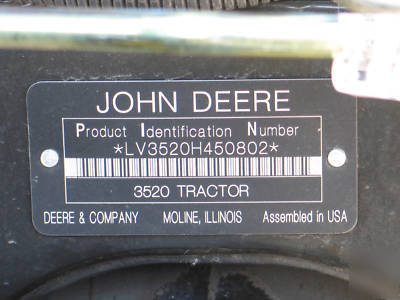 JOHN DEERE
Product Identification Number
*LV3520H450802*
3520 TRACTOR
DEERE & COMPANY MOLINE, ILLINOIS Assembled in USA